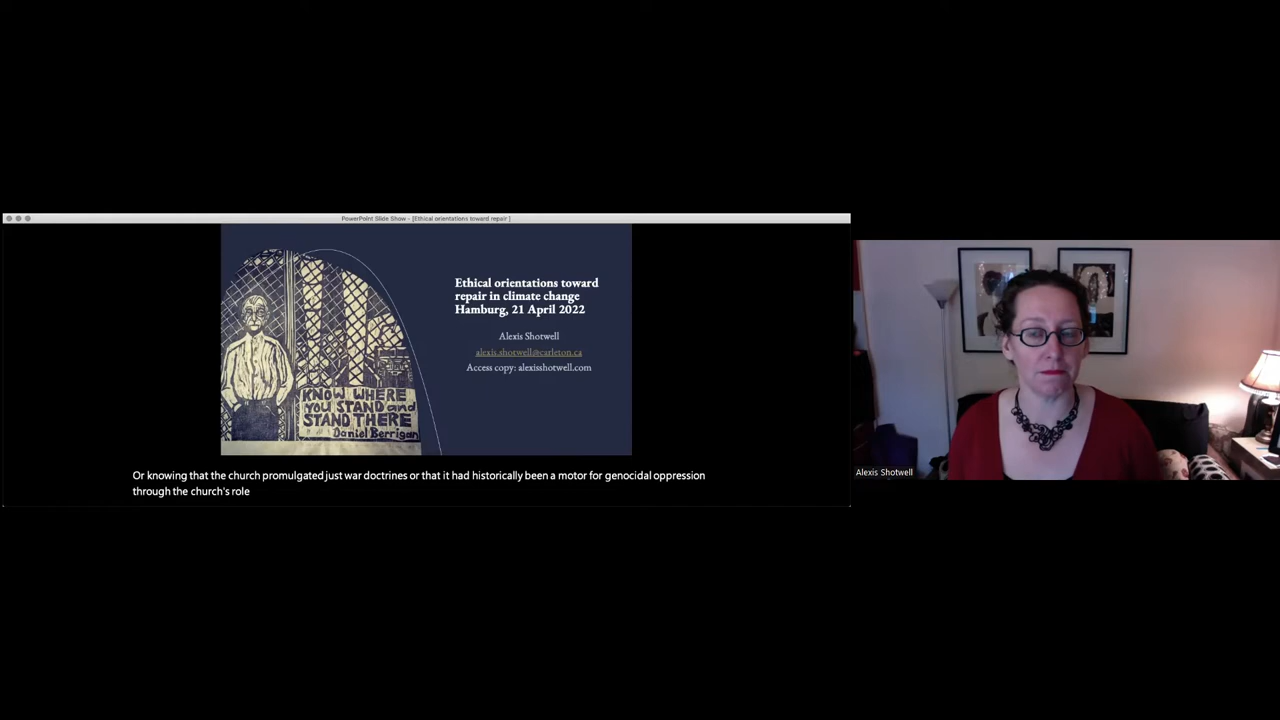 PowerPoint Slide Show - [Ethical orientations toward repair ]
Ethical orientations toward
repair in climate change
Hamburg, 21 April 2022
Alexis Shotwell
alexis.shotwell@carleton.ca
Access copy: alexisshotwell.com
KNOW WHERE
YOU STAND and
STAND THERE
Daniel Berrigan
Or knowing that the church promulgated just war doctrines or that it had historically been a motor for genocidal oppression
through the church's role
Alexis Shotwell